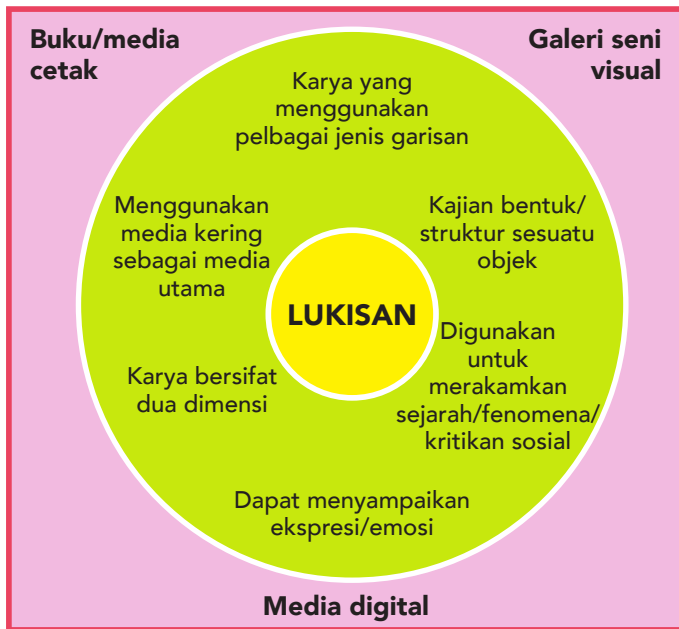 Buku/media
cetak
Galeri seni
visual
Karya yang
menggunakan
pelbagai jenis garisan
Menggunakan
media kering
sebagai media
utama
Kajian bentuk/
struktur sesuatu
objek
LUKISAN
Karya bersifat
dua dimensi
Digunakan
untuk
merakamkan
sejarah/fenomena/
kritikan sosial
Dapat menyampaikan
ekspresi/emosi
Media digital